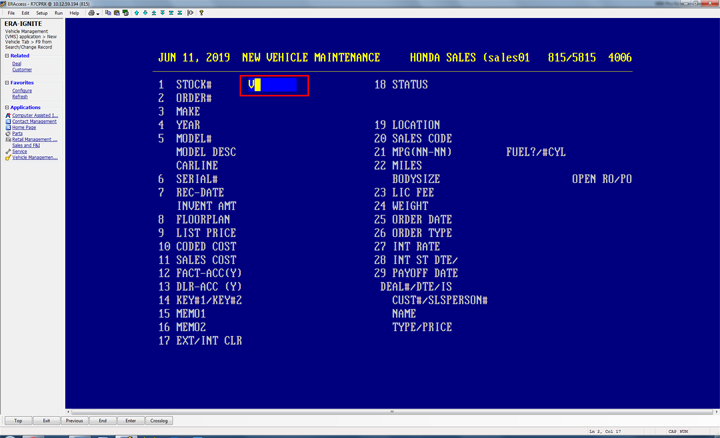 ERAccess - R7CPRX @ 10.12.59.194 (815)
File Edit Setup Run Help
ERA-IGNITE
Vehicle Management (VMS) application > New Vehicle Tab > F9 from Search/Change Record
Related
Deal
Customer
Favorites
Configure
Refresh
Applications
Computer Assisted I...
Contact Management
Home Page
Parts
Retail Management ...
Sales and F&I
Service
Vehicle Managemen...
JUN 11, 2019 NEW VEHICLE MAINTENANCE HONDA SALES (sales01 815/5815 4006
1 STOCK# V 18 STATUS
2 ORDER#
3 MAKE
4 YEAR 19 LOCATION
5 MODEL# 20 SALES CODE
MODEL DESC 21 MPG(NN-NN) FUEL?/#CYL
CARLINE 22 MILES
6 SERIAL# BODYSIZE OPEN RO/PO
7 REC-DATE 23 LIC FEE
INVENT AMT 24 WEIGHT
8 FLOORPLAN 25 ORDER DATE
9 LIST PRICE 26 ORDER TYPE
10 CODED COST 27 INT RATE
11 SALES COST 28 INT ST DTE/
12 FACT-ACC(Y) 29 PAYOFF DATE
13 DLR-ACC (Y) DEAL#/DTE/IS
14 KEY#1/KEY#2 CUST#/SLSPERSON#
15 MEMO1 NAME
16 MEMO2 TYPE/PRICE
17 EXT/INT CLR
Top Exit Previous End Enter Crosslog
Ln 2, Col 17 CAP NUM